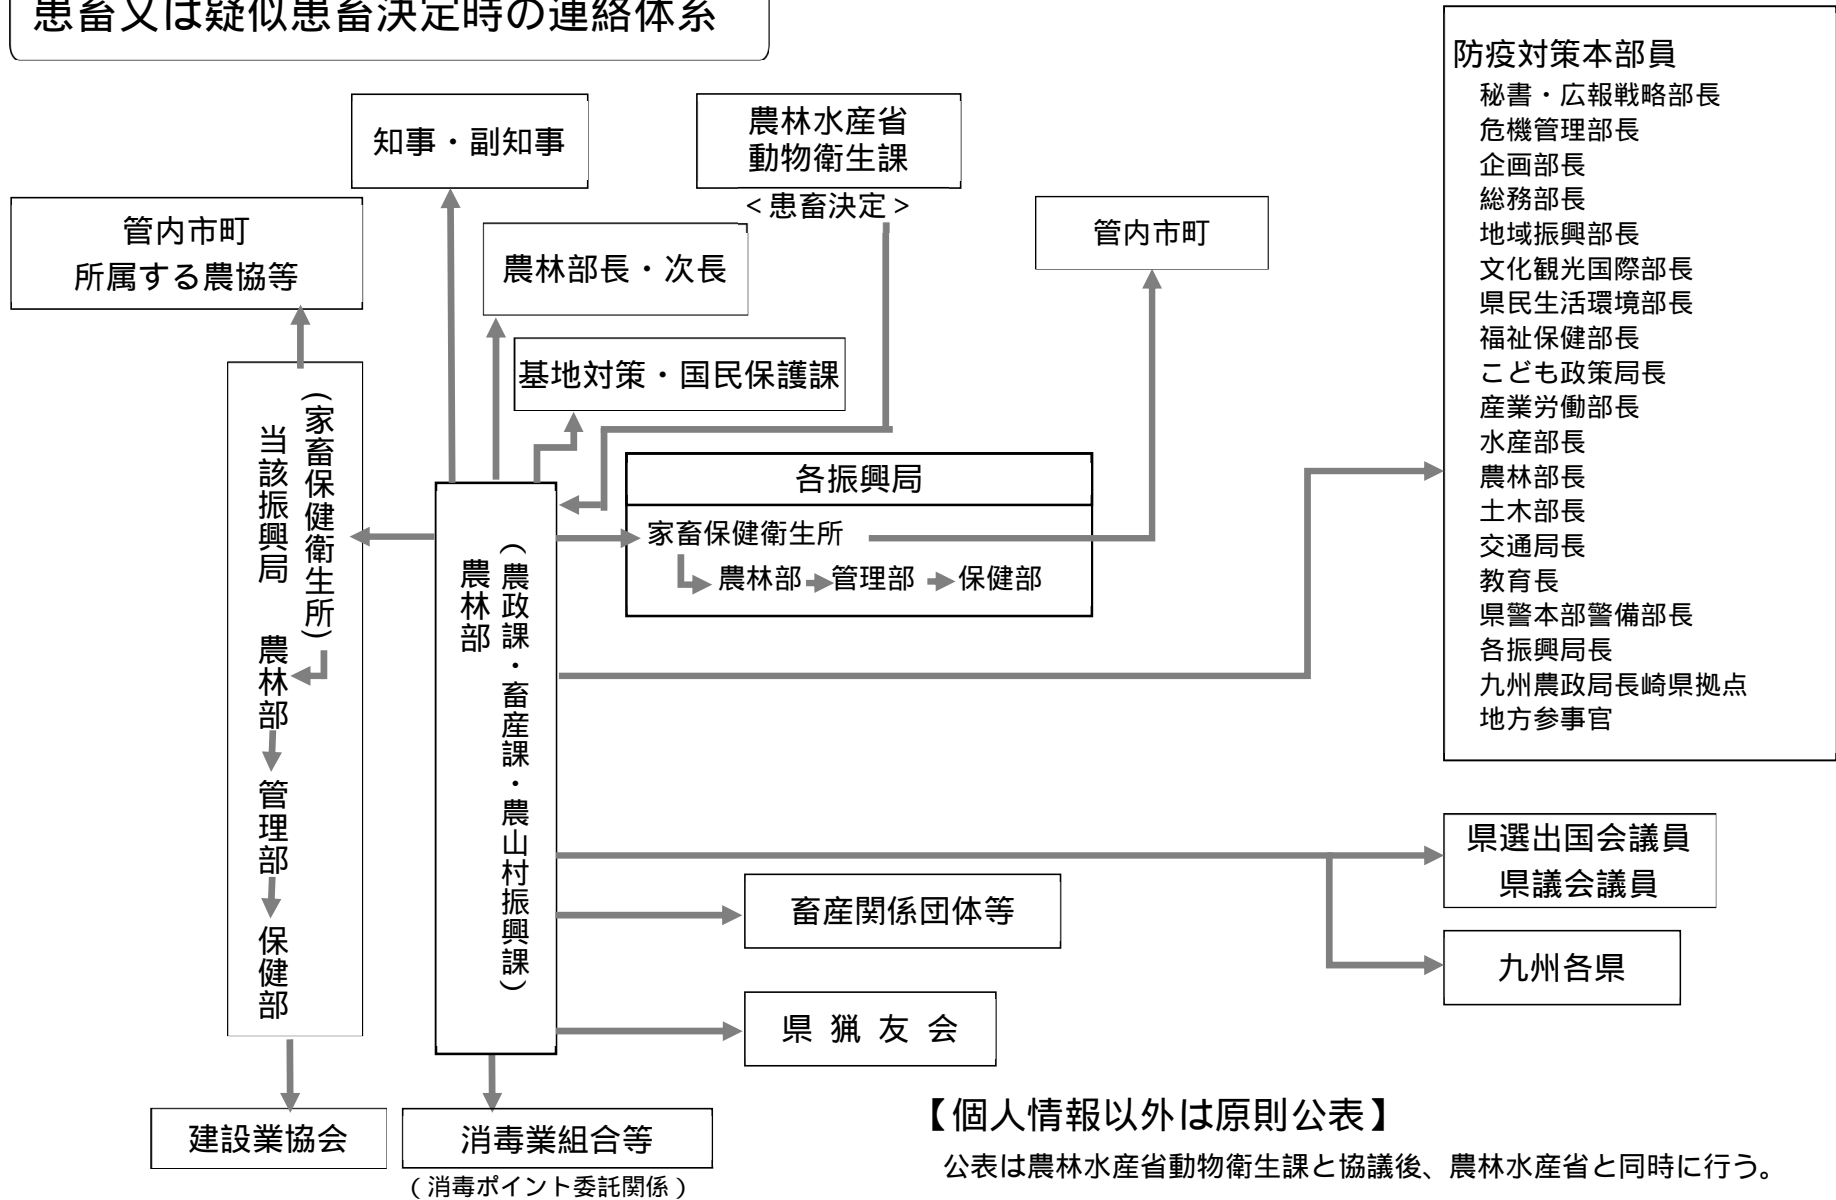 患畜又は疑似患畜決定時の連絡体系
知事・副知事
農林水産省
動物衛生課
<患畜決定>
管内市町
所属する農協等
農林部長・次長
管内市町
基地対策・国民保護課
防疫対策本部員
秘書・広報戦略部長
危機管理部長
企画部長
総務部長
地域振興部長
文化観光国際部長
県民生活環境部長
福祉保健部長
こども政策局長
産業労働部長
水産部長
農林部長
土木部長
交通局長
教育長
県警本部警備部長
各振興局長
九州農政局長崎県拠点
地方参事官
(家畜保健衛生所)
当該振興局 農林部 管理部 保健部
(農政課・畜産課・農山村振興課)
農林部
各振興局
家畜保健衛生所
農林部 管理部 保健部
県選出国会議員
県議会議員
畜産関係団体等
九州各県
県 猟 友 会
建設業協会
消毒業組合等
(消毒ポイント委託関係)
【個人情報以外は原則公表】
公表は農林水産省動物衛生課と協議後、農林水産省と同時に行う。